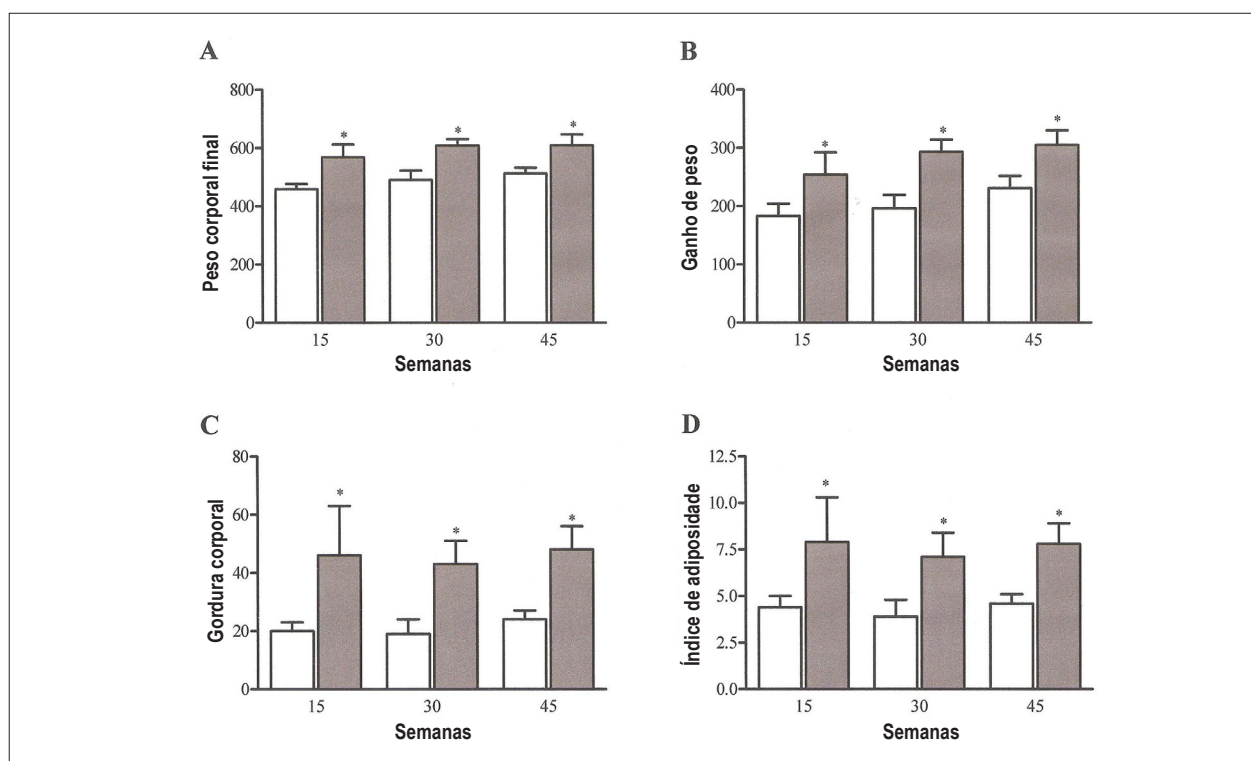 A
Peso corporal final
800
600
400
200
0
* * *
15 30 45
Semanas
B
Ganho de peso
400
300
200
100
0
* * *
15 30 45
Semanas
C
Gordura corporal
80
60
40
20
0
* * *
15 30 45
Semanas
D
Índice de adiposidade
12.5
10.0
7.5
5.0
2.5
0.0
* * *
15 30 45
Semanas